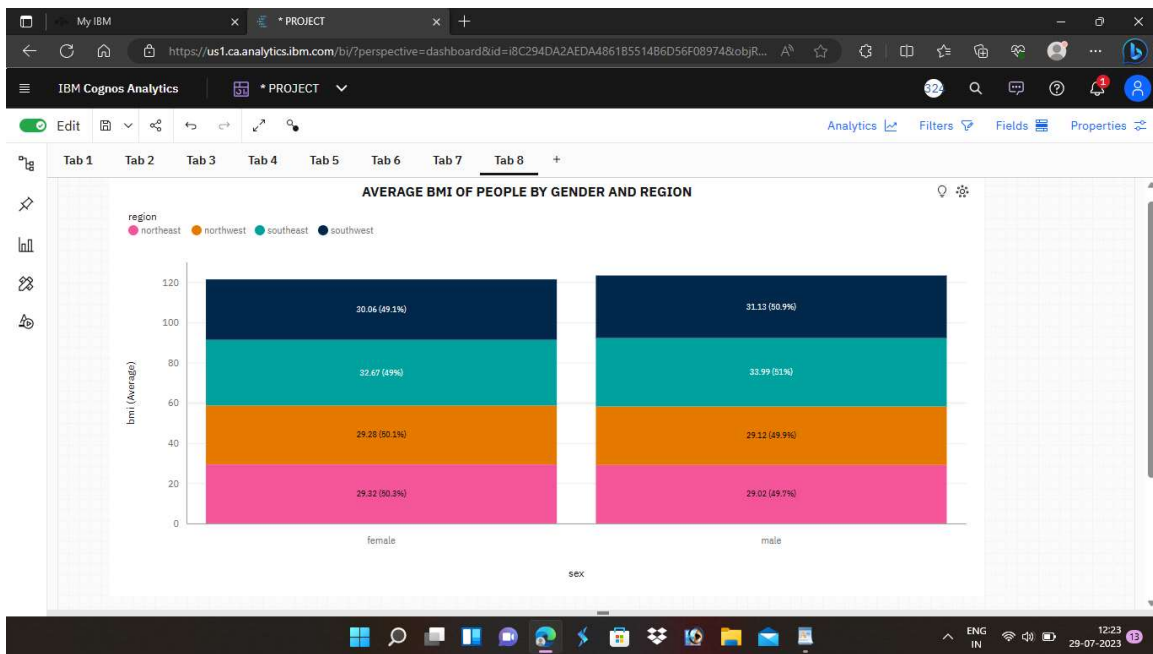 My IBM
* PROJECT
https://us1.ca.analytics.ibm.com/bi/?perspective=dashboard&id=i8C294DA2AEDA4861B5514B6D56F08974&objR...
IBM Cognos Analytics
* PROJECT
324
1
Edit
Analytics
Filters
Fields
Properties
Tab 1 Tab 2 Tab 3 Tab 4 Tab 5 Tab 6 Tab 7 Tab 8 +
AVERAGE BMI OF PEOPLE BY GENDER AND REGION
region
northeast northwest southeast southwest
bmi (Average)
120
100
80
60
40
20
0
30.06 (49.1%)
31.13 (50.9%)
32.67 (49%)
33.99 (51%)
29.28 (50.1%)
29.12 (49.9%)
29.32 (50.3%)
29.02 (49.7%)
female male
sex
ENG
IN
12:23
29-07-2023
13